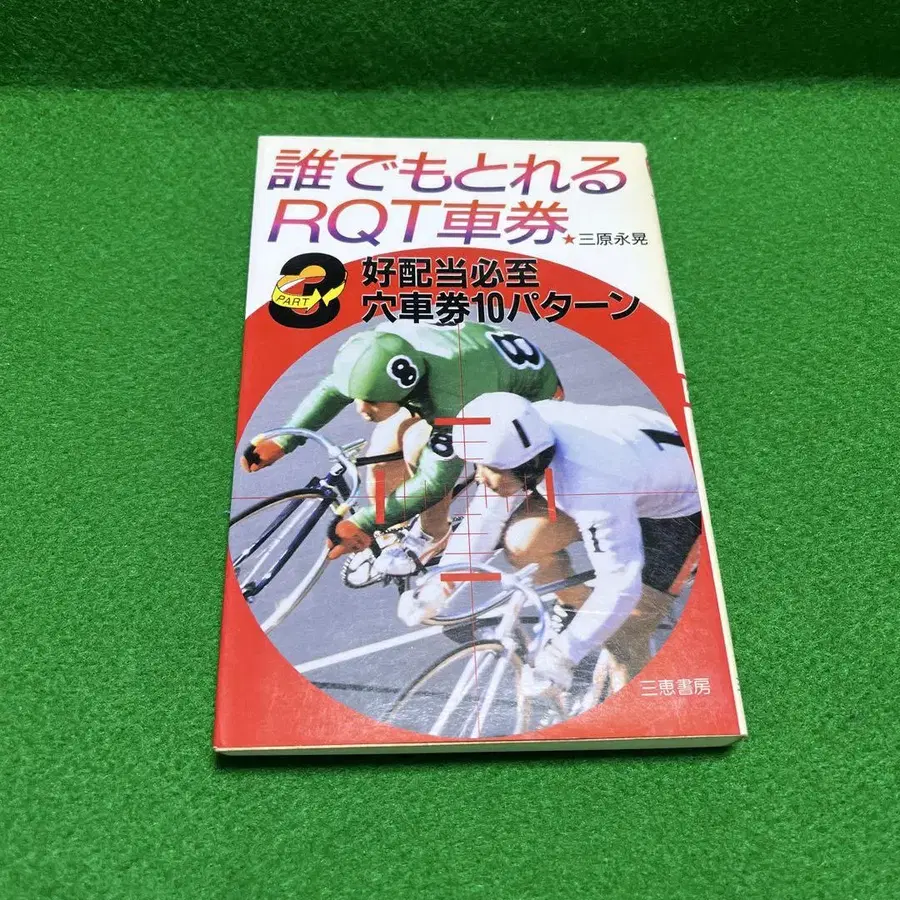 誰でもとれる
RQT車券
★三原永晃
PART 3
好配当必至
穴車券10パターン
8
8
8
1
1
三恵書房